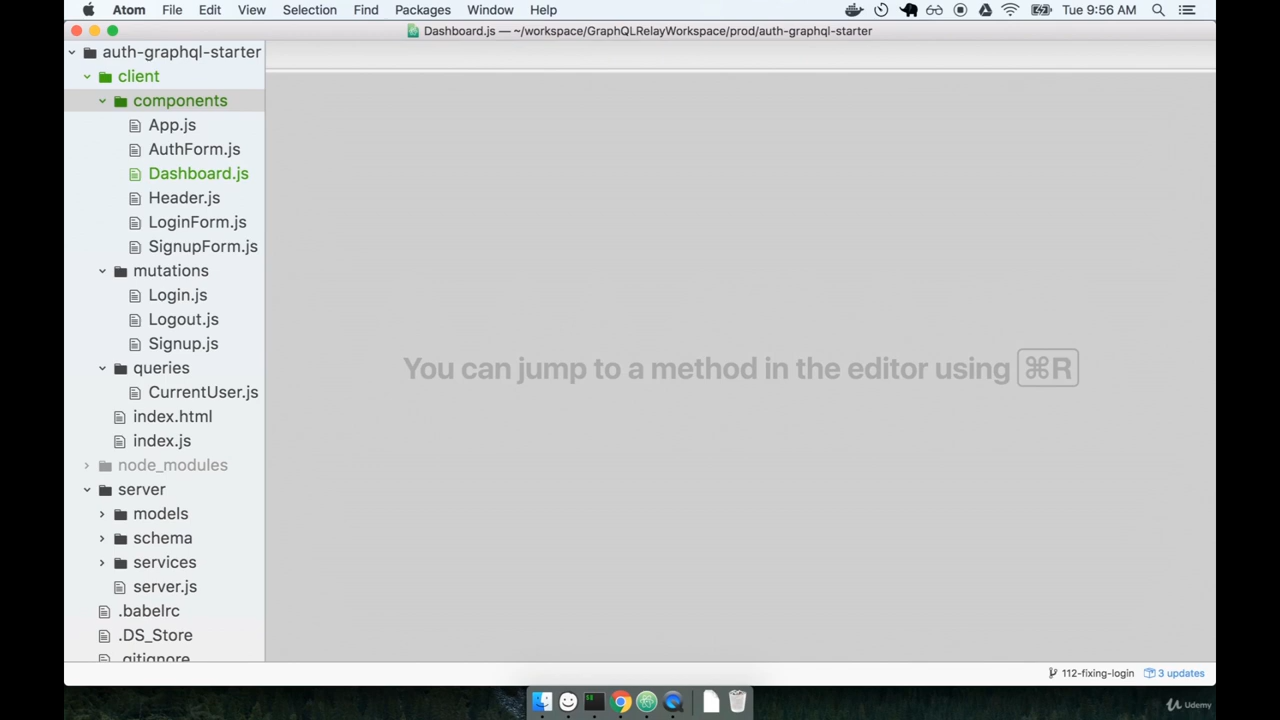 Atom File Edit View Selection Find Packages Window Help Tue 9:56 AM
Dashboard.js — ~/workspace/GraphQLRelayWorkspace/prod/auth-graphql-starter
auth-graphql-starter
client
components
App.js
AuthForm.js
Dashboard.js
Header.js
LoginForm.js
SignupForm.js
mutations
Login.js
Logout.js
Signup.js
queries
CurrentUser.js
index.html
index.js
node_modules
server
models
schema
services
server.js
.babelrc
.DS_Store
.gitignore
You can jump to a method in the editor using ⌘R
112-fixing-login 3 updates
Udemy